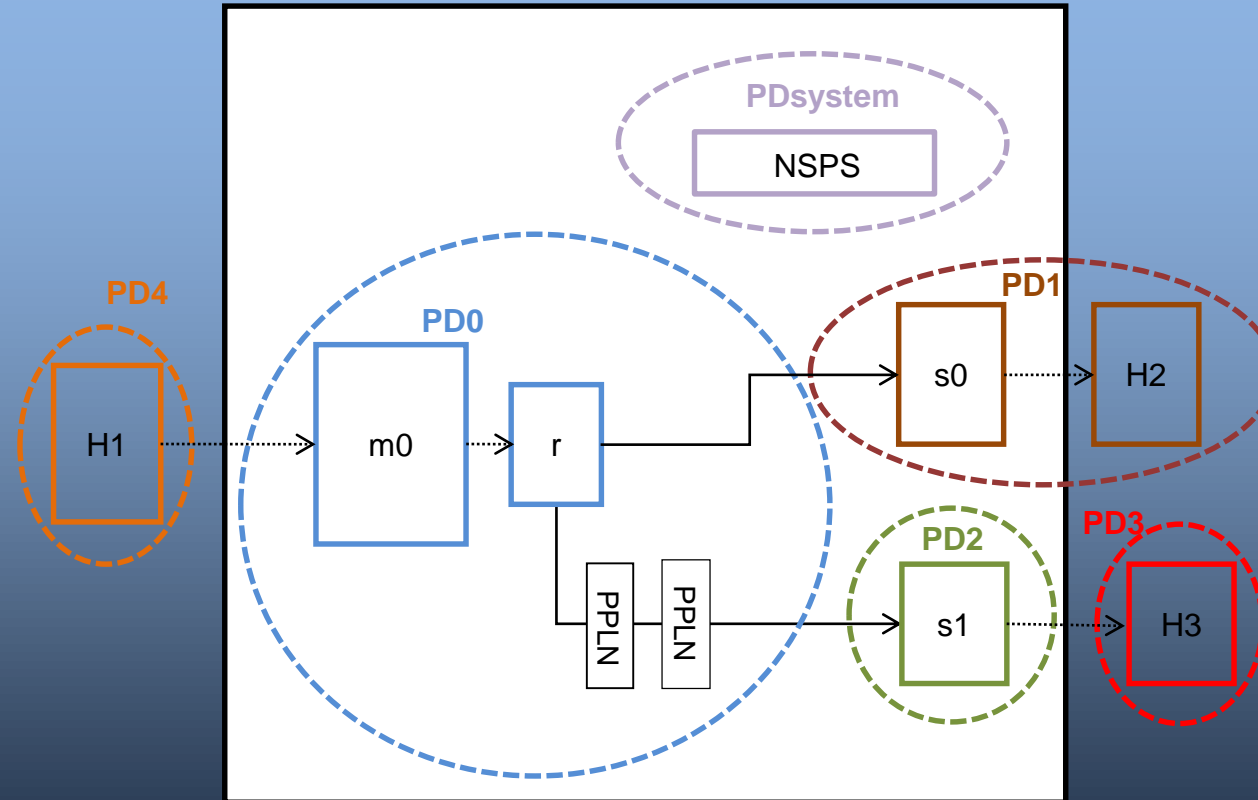 PDsystem
NSPS
PD4
PD0
PD1
H1
m0
r
s0
H2
PD2
PD3
PPLN
PPLN
s1
H3